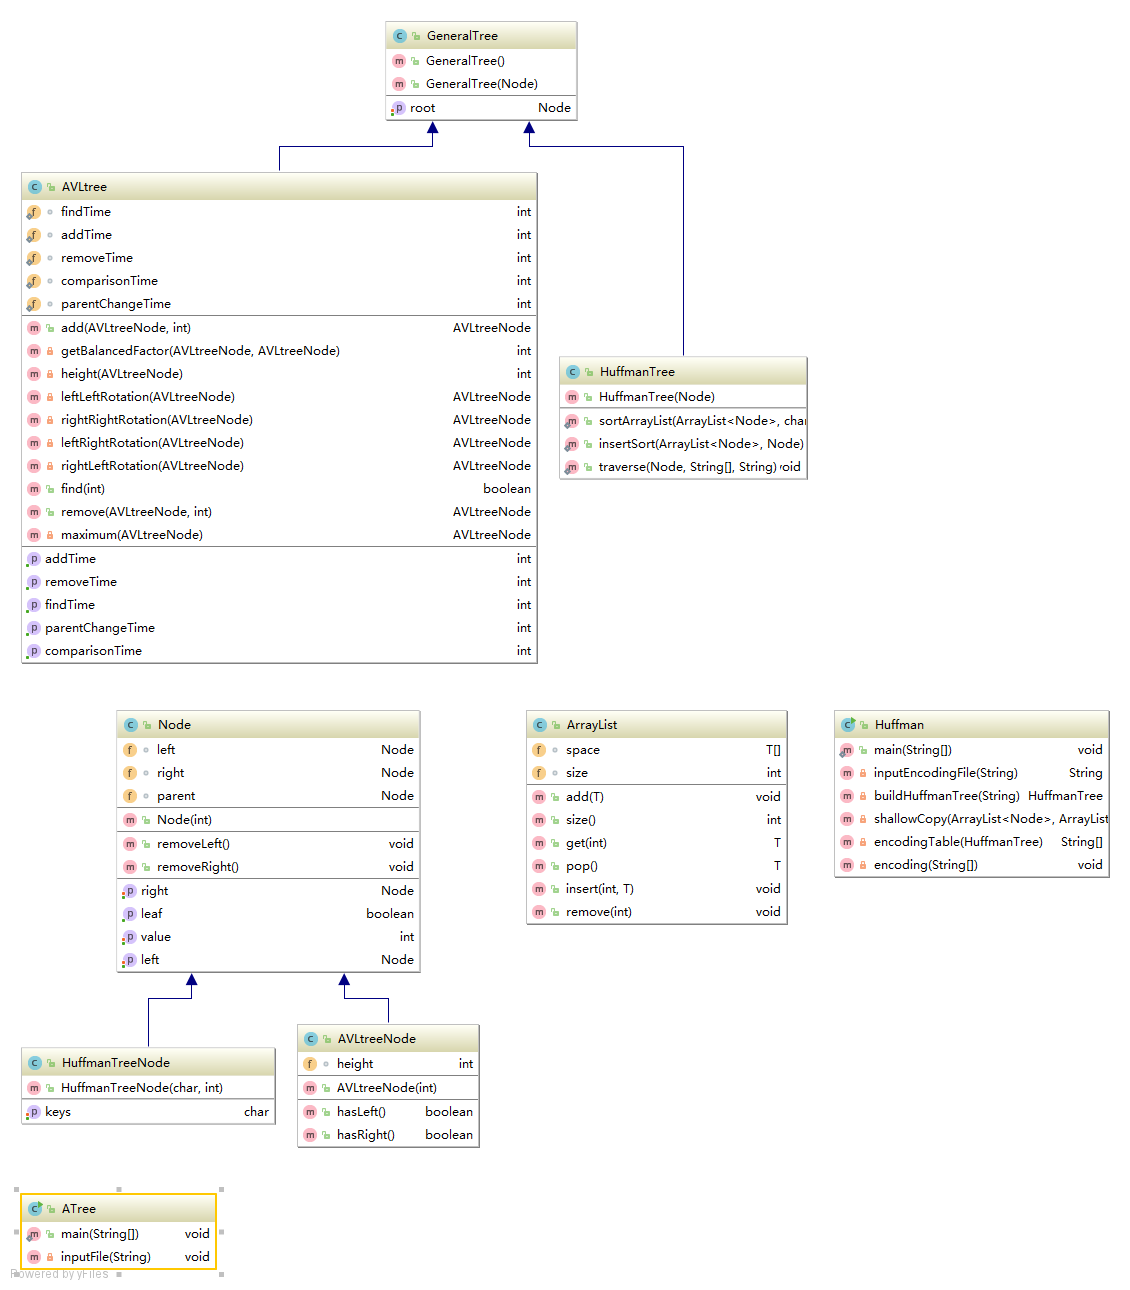 GeneralTree
GeneralTree()
GeneralTree(Node)
root Node
AVLtree
findTime int
addTime int
removeTime int
comparisonTime int
parentChangeTime int
add(AVLtreeNode, int) AVLtreeNode
getBalancedFactor(AVLtreeNode, AVLtreeNode) int
height(AVLtreeNode) int
leftLeftRotation(AVLtreeNode) AVLtreeNode
rightRightRotation(AVLtreeNode) AVLtreeNode
leftRightRotation(AVLtreeNode) AVLtreeNode
rightLeftRotation(AVLtreeNode) AVLtreeNode
find(int) boolean
remove(AVLtreeNode, int) AVLtreeNode
maximum(AVLtreeNode) AVLtreeNode
addTime int
removeTime int
findTime int
parentChangeTime int
comparisonTime int
HuffmanTree
HuffmanTree(Node)
sortArrayList(ArrayList<Node>, char
insertSort(ArrayList<Node>, Node)
traverse(Node, String[], String) void
Node
left Node
right Node
parent Node
Node(int)
removeLeft() void
removeRight() void
right Node
leaf boolean
value int
left Node
ArrayList
space T[]
size int
add(T) void
size() int
get(int) T
pop() T
insert(int, T) void
remove(int) void
Huffman
main(String[]) void
inputEncodingFile(String) String
buildHuffmanTree(String) HuffmanTree
shallowCopy(ArrayList<Node>, ArrayList
encodingTable(HuffmanTree) String[]
encoding(String[]) void
HuffmanTreeNode
HuffmanTreeNode(char, int)
keys char
AVLtreeNode
height int
AVLtreeNode(int)
hasLeft() boolean
hasRight() boolean
ATree
main(String[]) void
inputFile(String) void
Powered by yFiles